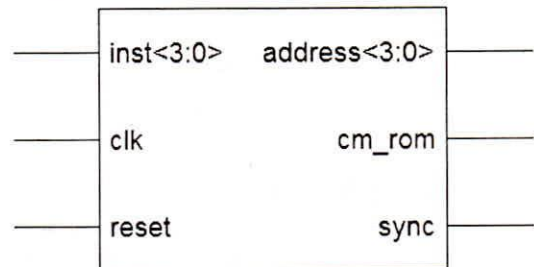 inst<3:0> address<3:0>
clk cm_rom
reset sync